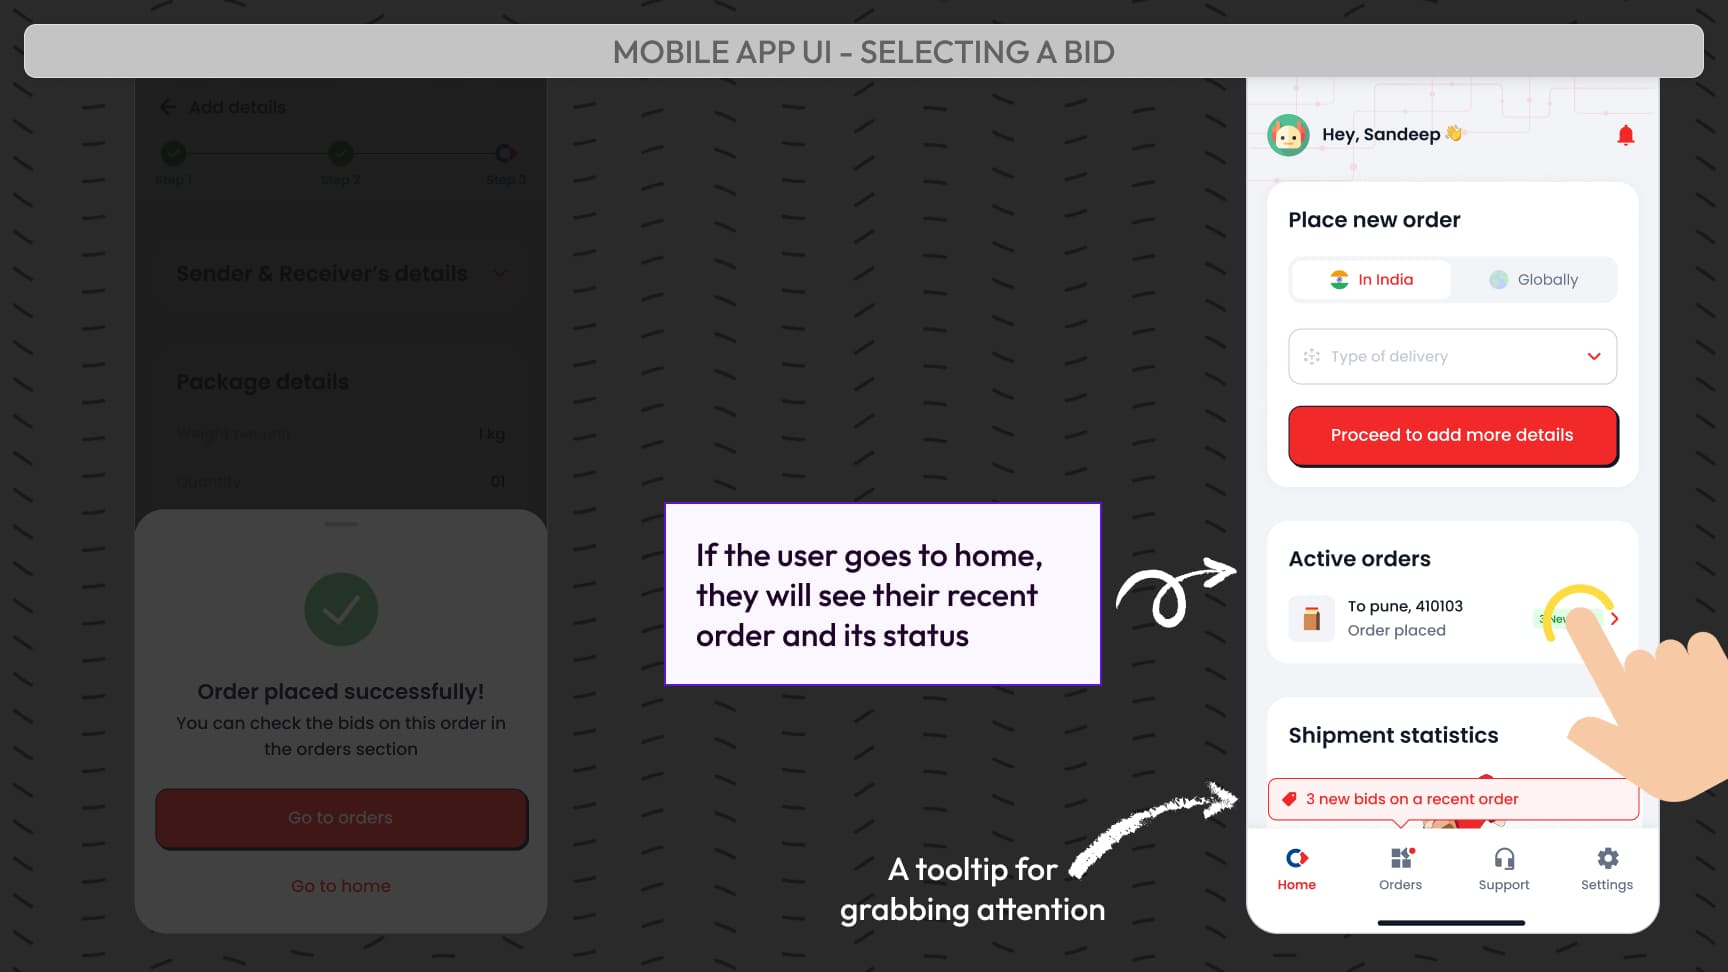 MOBILE APP UI - SELECTING A BID
Add details
Step 1
Step 2
Step 3
Sender & Receiver's details
Package details
Weight per unit
1 kg
Quantity
01
Order placed successfully!
You can check the bids on this order in
the orders section
Go to orders
Go to home
If the user goes to home,
they will see their recent
order and its status
A tooltip for
grabbing attention
Hey, Sandeep
Place new order
In India
Globally
Type of delivery
Proceed to add more details
Active orders
To pune, 410103
Order placed
3
Shipment statistics
3 new bids on a recent order
Home
Orders
Support
Settings